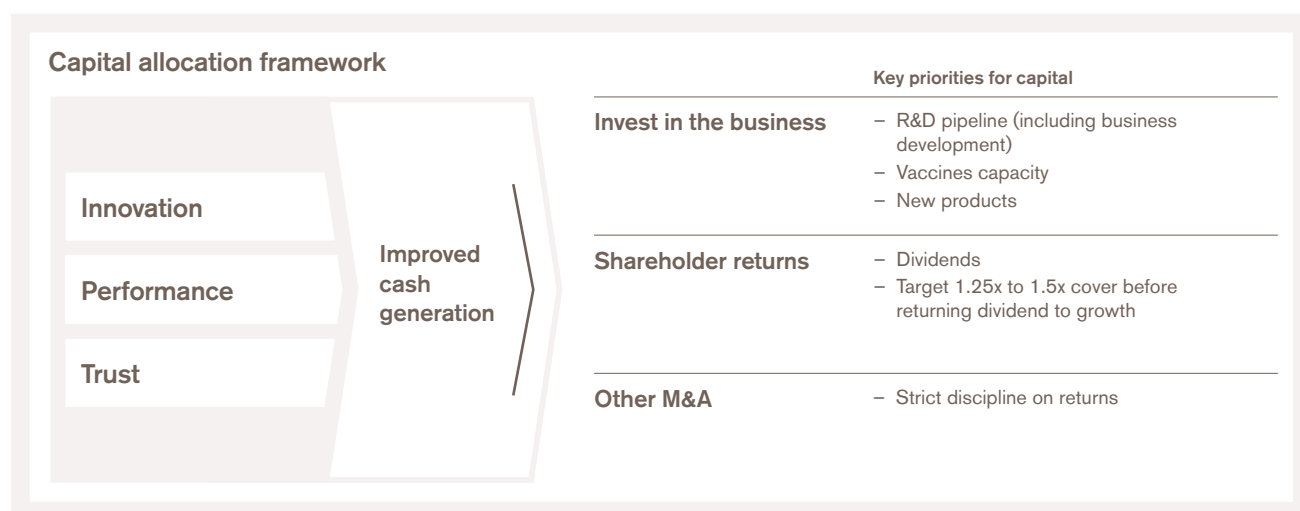 Capital allocation framework
Innovation
Performance
Trust
Improved
cash
generation
Key priorities for capital
Invest in the business
– R&D pipeline (including business
development)
– Vaccines capacity
– New products
Shareholder returns
– Dividends
– Target 1.25x to 1.5x cover before
returning dividend to growth
Other M&A
– Strict discipline on returns